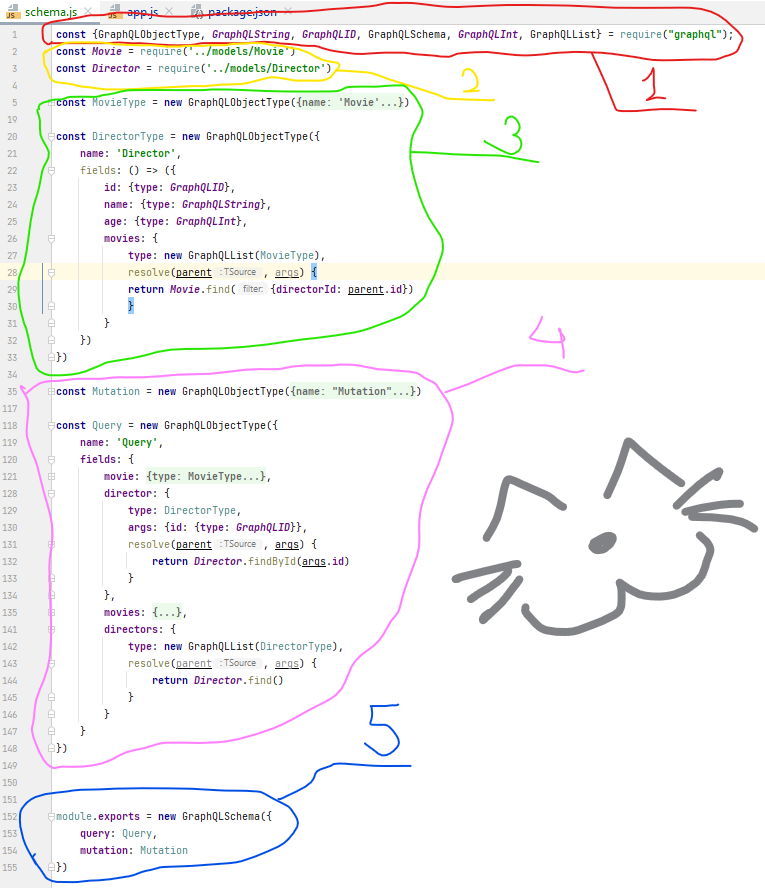 schema.js × app.js × package.json ×
1 const {GraphQLObjectType, GraphQLString, GraphQLID, GraphQLSchema, GraphQLInt, GraphQLList} = require("graphql");
2 const Movie = require('../models/Movie')
3 const Director = require('../models/Director')
4
5 const MovieType = new GraphQLObjectType({name: 'Movie'...})
19
20 const DirectorType = new GraphQLObjectType({
21 name: 'Director',
22 fields: () => ({
23 id: {type: GraphQLID},
24 name: {type: GraphQLString},
25 age: {type: GraphQLInt},
26 movies: {
27 type: new GraphQLList(MovieType),
28 resolve(parent :TSource , args) {
29 return Movie.find( filter: {directorId: parent.id})
30 }
31 }
32 })
33 })
34
35 const Mutation = new GraphQLObjectType({name: "Mutation"...})
117
118 const Query = new GraphQLObjectType({
119 name: 'Query',
120 fields: {
121 movie: {type: MovieType...},
128 director: {
129 type: DirectorType,
130 args: {id: {type: GraphQLID}},
131 resolve(parent :TSource , args) {
132 return Director.findById(args.id)
133 }
134 },
135 movies: {...},
141 directors: {
142 type: new GraphQLList(DirectorType),
143 resolve(parent :TSource , args) {
144 return Director.find()
145 }
146 }
147 }
148 })
149
150
151
152 module.exports = new GraphQLSchema({
153 query: Query,
154 mutation: Mutation
155 })
1
2
3
4
5